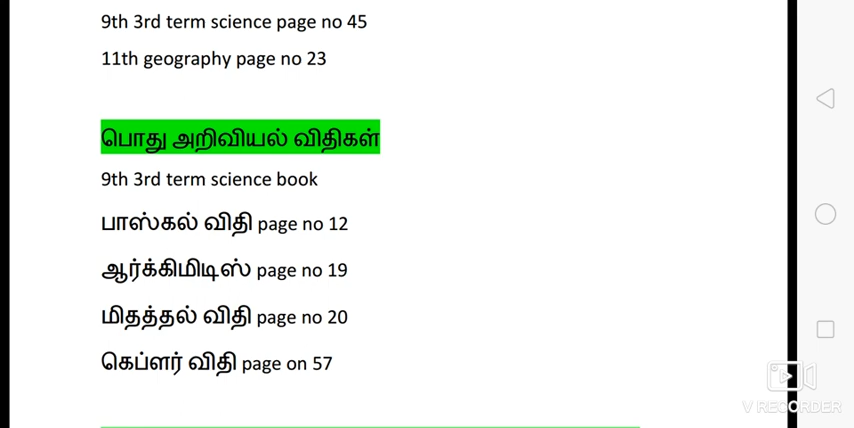 9th 3rd term science page no 45
11th geography page no 23
பொது அறிவியல் விதிகள்
9th 3rd term science book
பாஸ்கல் விதி page no 12
ஆர்க்கிமிடிஸ் page no 19
மிதத்தல் விதி page no 20
கெப்ளர் விதி page on 57
V RECORDER